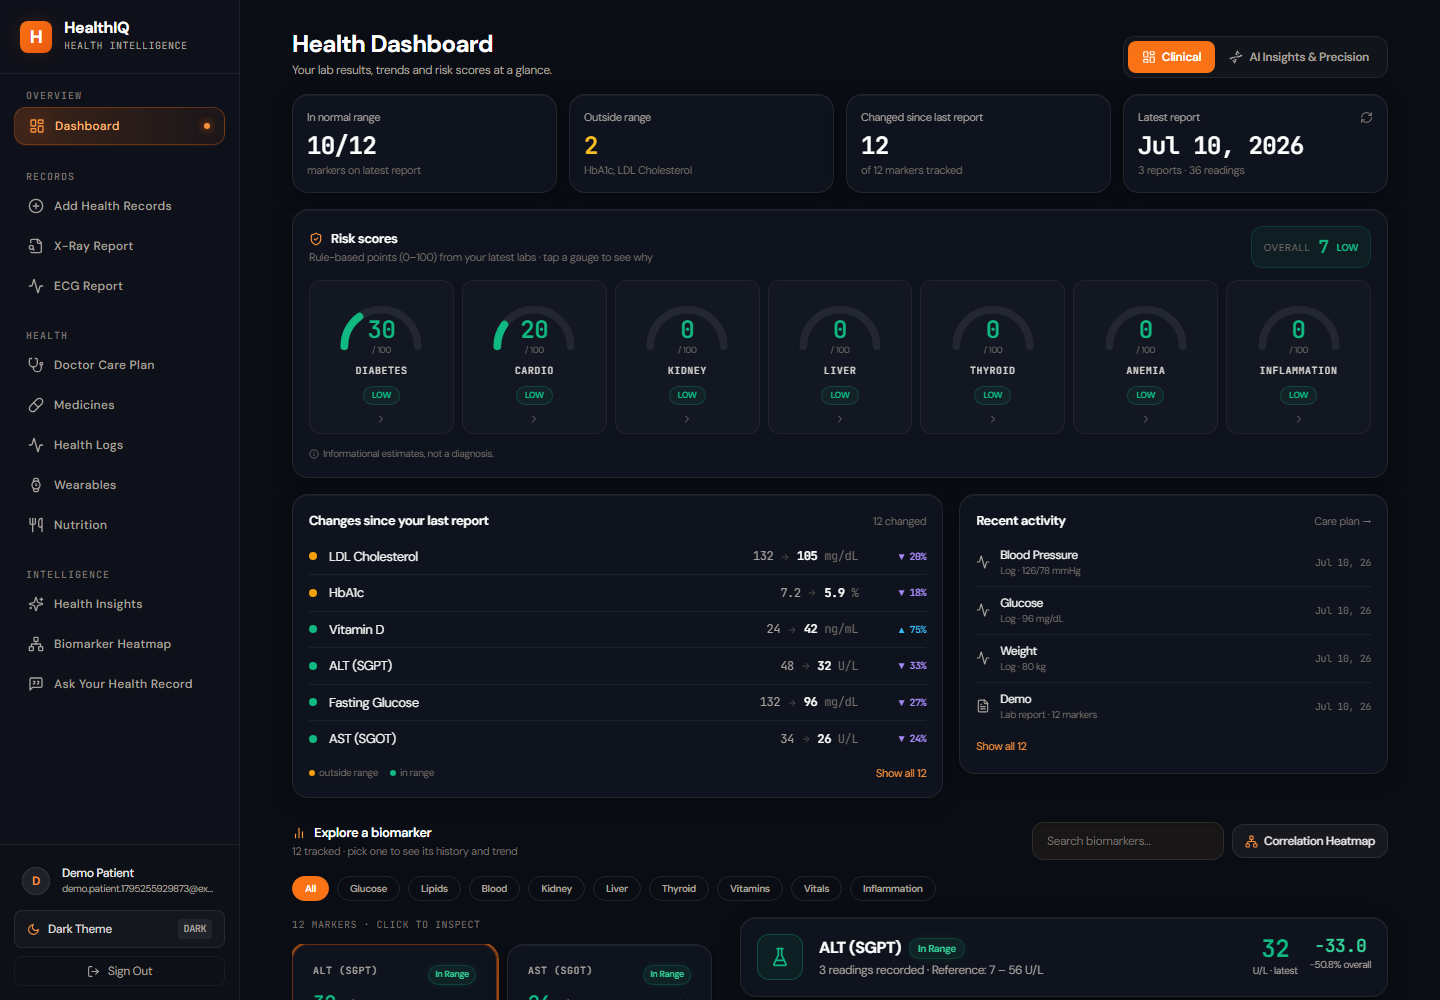 H
HealthIQ
HEALTH INTELLIGENCE
OVERVIEW
Dashboard
RECORDS
Add Health Records
X-Ray Report
ECG Report
HEALTH
Doctor Care Plan
Medicines
Health Logs
Wearables
Nutrition
INTELLIGENCE
Health Insights
Biomarker Heatmap
Ask Your Health Record
D
Demo Patient
demo.patient.1795255929873@ex...
Dark Theme DARK
Sign Out
Health Dashboard
Your lab results, trends and risk scores at a glance.
Clinical AI Insights & Precision
In normal range
10/12
markers on latest report
Outside range
2
HbA1c, LDL Cholesterol
Changed since last report
12
of 12 markers tracked
Latest report
Jul 10, 2026
3 reports · 36 readings
Risk scores
Rule-based points (0–100) from your latest labs · tap a gauge to see why
OVERALL 7 LOW
30
/ 100
DIABETES
LOW
20
/ 100
CARDIO
LOW
0
/ 100
KIDNEY
LOW
0
/ 100
LIVER
LOW
0
/ 100
THYROID
LOW
0
/ 100
ANEMIA
LOW
0
/ 100
INFLAMMATION
LOW
Informational estimates, not a diagnosis.
Changes since your last report 12 changed
LDL Cholesterol 132 → 105 mg/dL ▼ 20%
HbA1c 7.2 → 5.9 % ▼ 18%
Vitamin D 24 → 42 ng/mL ▲ 75%
ALT (SGPT) 48 → 32 U/L ▼ 33%
Fasting Glucose 132 → 96 mg/dL ▼ 27%
AST (SGOT) 34 → 26 U/L ▼ 24%
outside range in range Show all 12
Recent activity Care plan →
Blood Pressure
Log · 126/78 mmHg
Jul 10, 26
Glucose
Log · 96 mg/dL
Jul 10, 26
Weight
Log · 80 kg
Jul 10, 26
Demo
Lab report · 12 markers
Jul 10, 26
Show all 12
Explore a biomarker
12 tracked · pick one to see its history and trend
Search biomarkers...
Correlation Heatmap
All Glucose Lipids Blood Kidney Liver Thyroid Vitamins Vitals Inflammation
12 MARKERS · CLICK TO INSPECT
ALT (SGPT) In Range
AST (SGOT) In Range
ALT (SGPT) In Range
3 readings recorded · Reference: 7 – 56 U/L
32
U/L · latest
-33.0
-50.8% overall